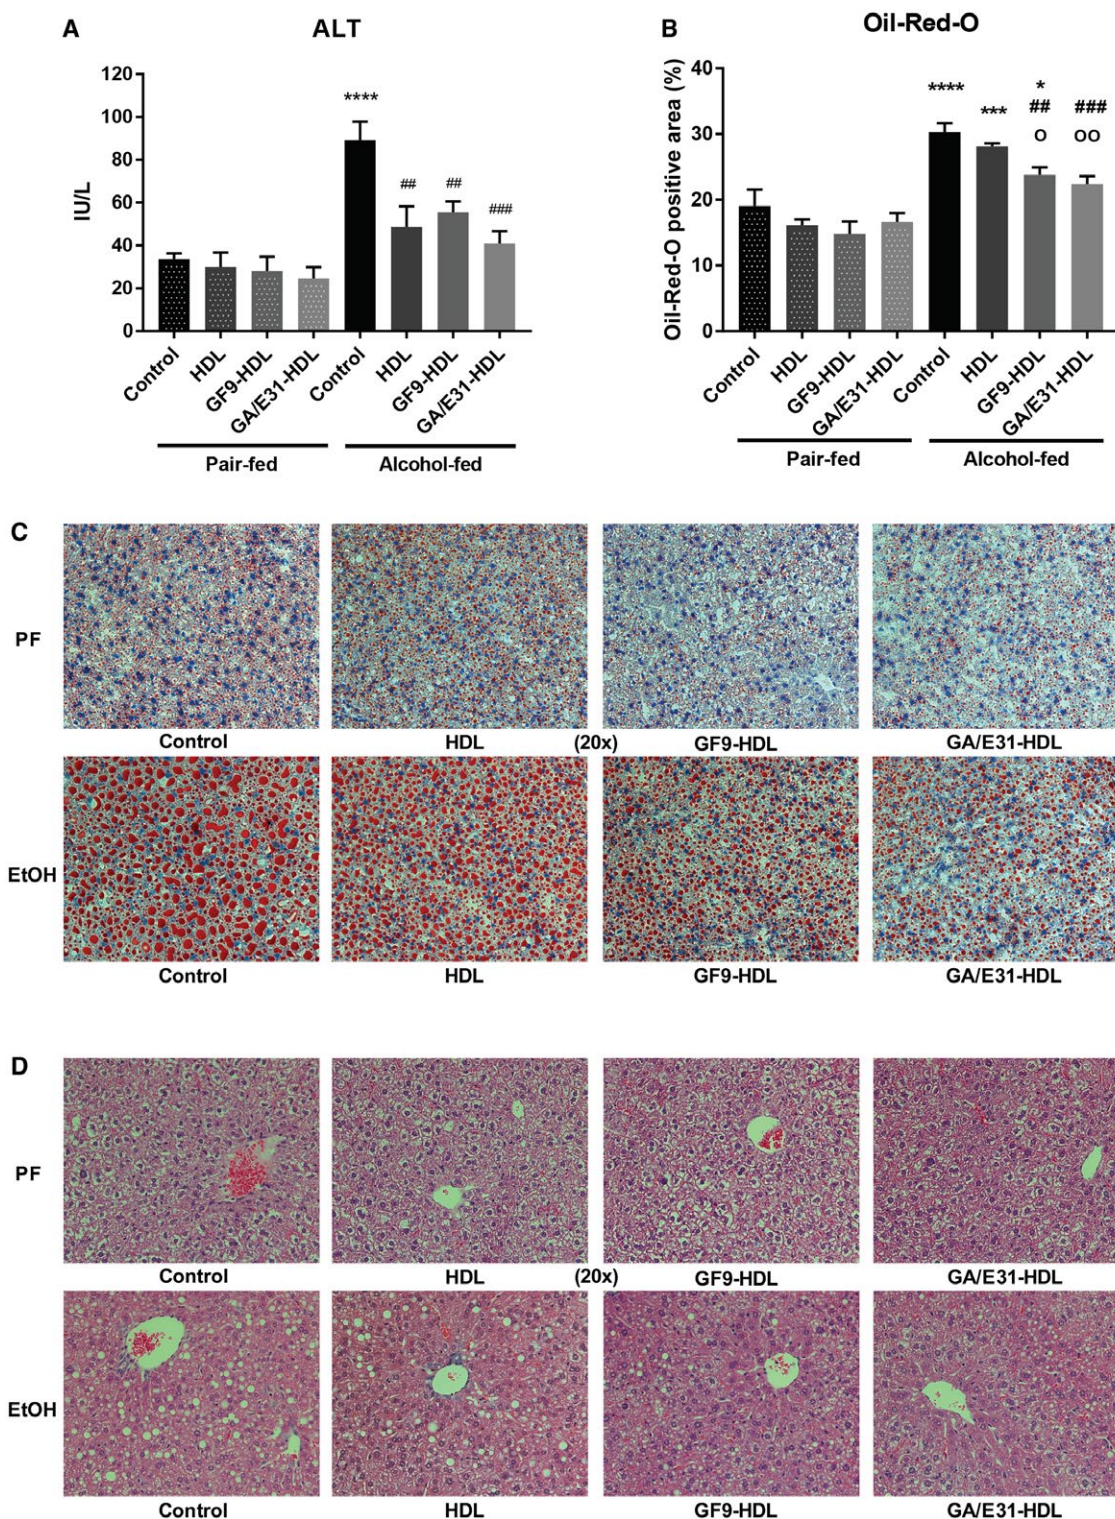 A
ALT
IU/L
120
100
80
60
40
20
0
****
##
##
###
Control
HDL
GF9-HDL
GA/E31-HDL
Control
HDL
GF9-HDL
GA/E31-HDL
Pair-fed
Alcohol-fed
B
Oil-Red-O
Oil-Red-O positive area (%)
40
30
20
10
0
****
***
*
##
O
###
OO
Control
HDL
GF9-HDL
GA/E31-HDL
Control
HDL
GF9-HDL
GA/E31-HDL
Pair-fed
Alcohol-fed
C
PF
Control
HDL
(20x)
GF9-HDL
GA/E31-HDL
EtOH
Control
HDL
GF9-HDL
GA/E31-HDL
D
PF
Control
HDL
(20x)
GF9-HDL
GA/E31-HDL
EtOH
Control
HDL
GF9-HDL
GA/E31-HDL